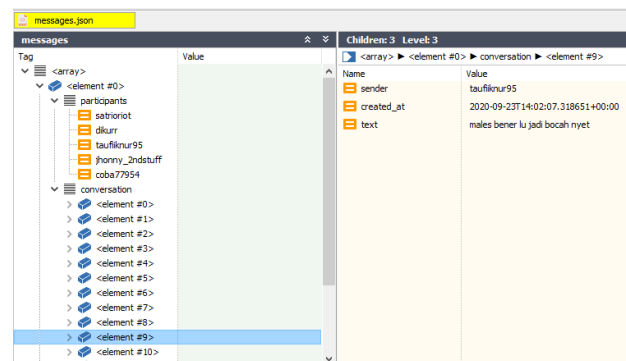 messages.json
messages
Tag Value
<array>
<element #0>
participants
satrioriot
dikurr
taufiknur95
jhonny_2ndstuff
coba77954
conversation
<element #0>
<element #1>
<element #2>
<element #3>
<element #4>
<element #5>
<element #6>
<element #7>
<element #8>
<element #9>
<element #10>
Children: 3 Level: 3
<array> ► <element #0> ► conversation ► <element #9>
Name Value
sender taufiknur95
created_at 2020-09-23T14:02:07.318651+00:00
text males bener lu jadi bocah nyet